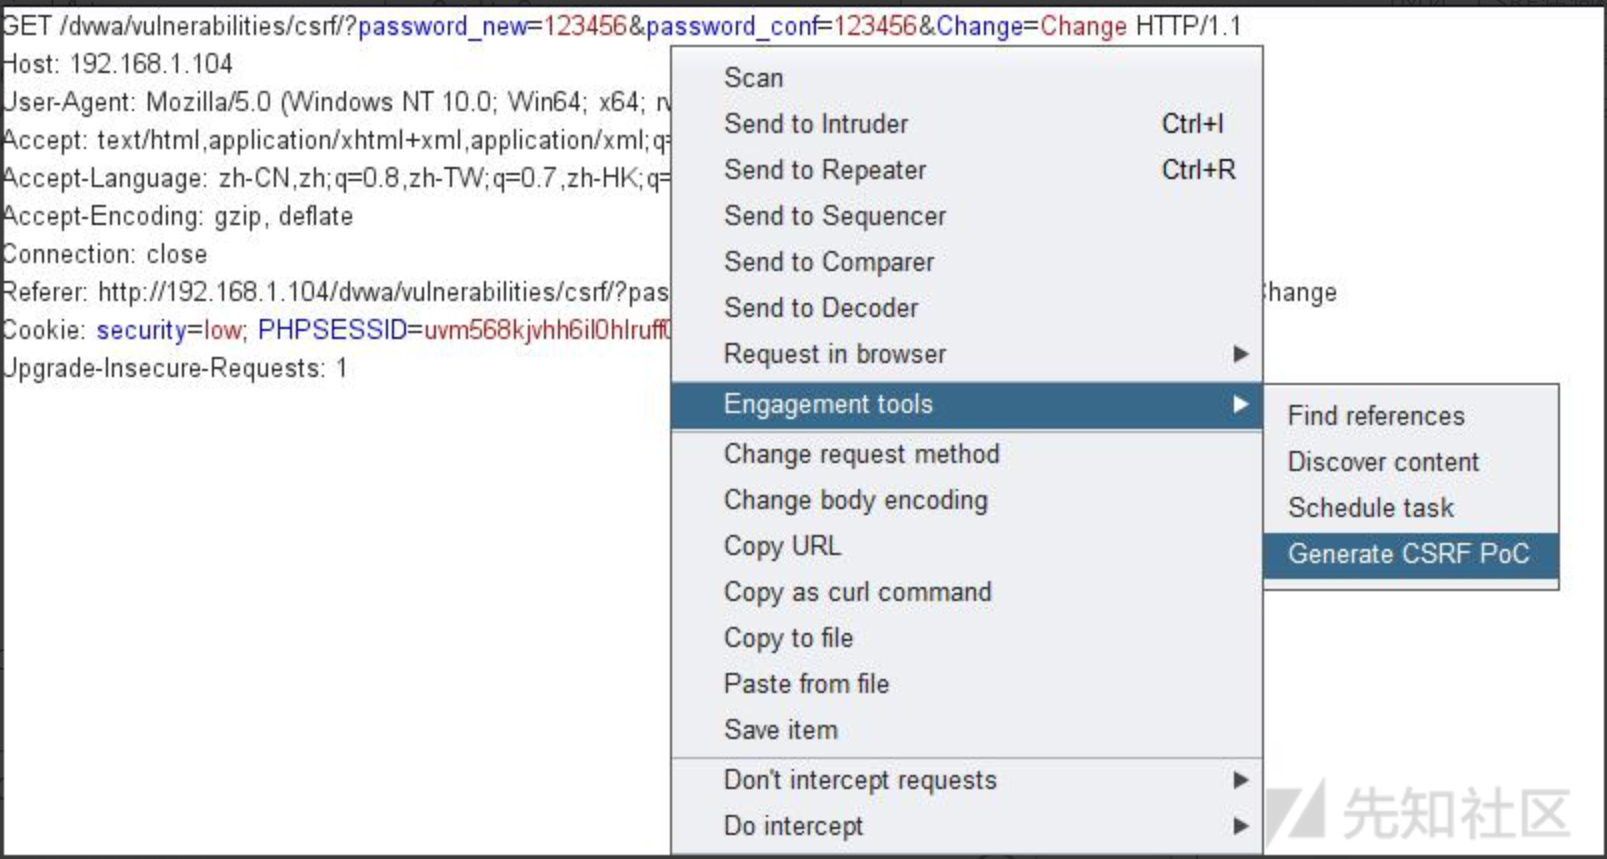 GET /dvwa/vulnerabilities/csrf/?password_new=123456&password_conf=123456&Change=Change HTTP/1.1
Host: 192.168.1.104
User-Agent: Mozilla/5.0 (Windows NT 10.0; Win64; x64;
Accept: text/html,application/xhtml+xml,application/xml;q=
Accept-Language: zh-CN,zh;q=0.8,zh-TW;q=0.7,zh-HK;q=
Accept-Encoding: gzip, deflate
Connection: close
Referer: http://192.168.1.104/dvwa/vulnerabilities/csrf/?pas
Change
Cookie: security=low; PHPSESSID=uvm568kjvhh6il0hlruff
Upgrade-Insecure-Requests: 1
Scan
Send to Intruder Ctrl+I
Send to Repeater Ctrl+R
Send to Sequencer
Send to Comparer
Send to Decoder
Request in browser
Engagement tools
Change request method
Change body encoding
Copy URL
Copy as curl command
Copy to file
Paste from file
Save item
Don't intercept requests
Do intercept
Find references
Discover content
Schedule task
Generate CSRF PoC
先知社区